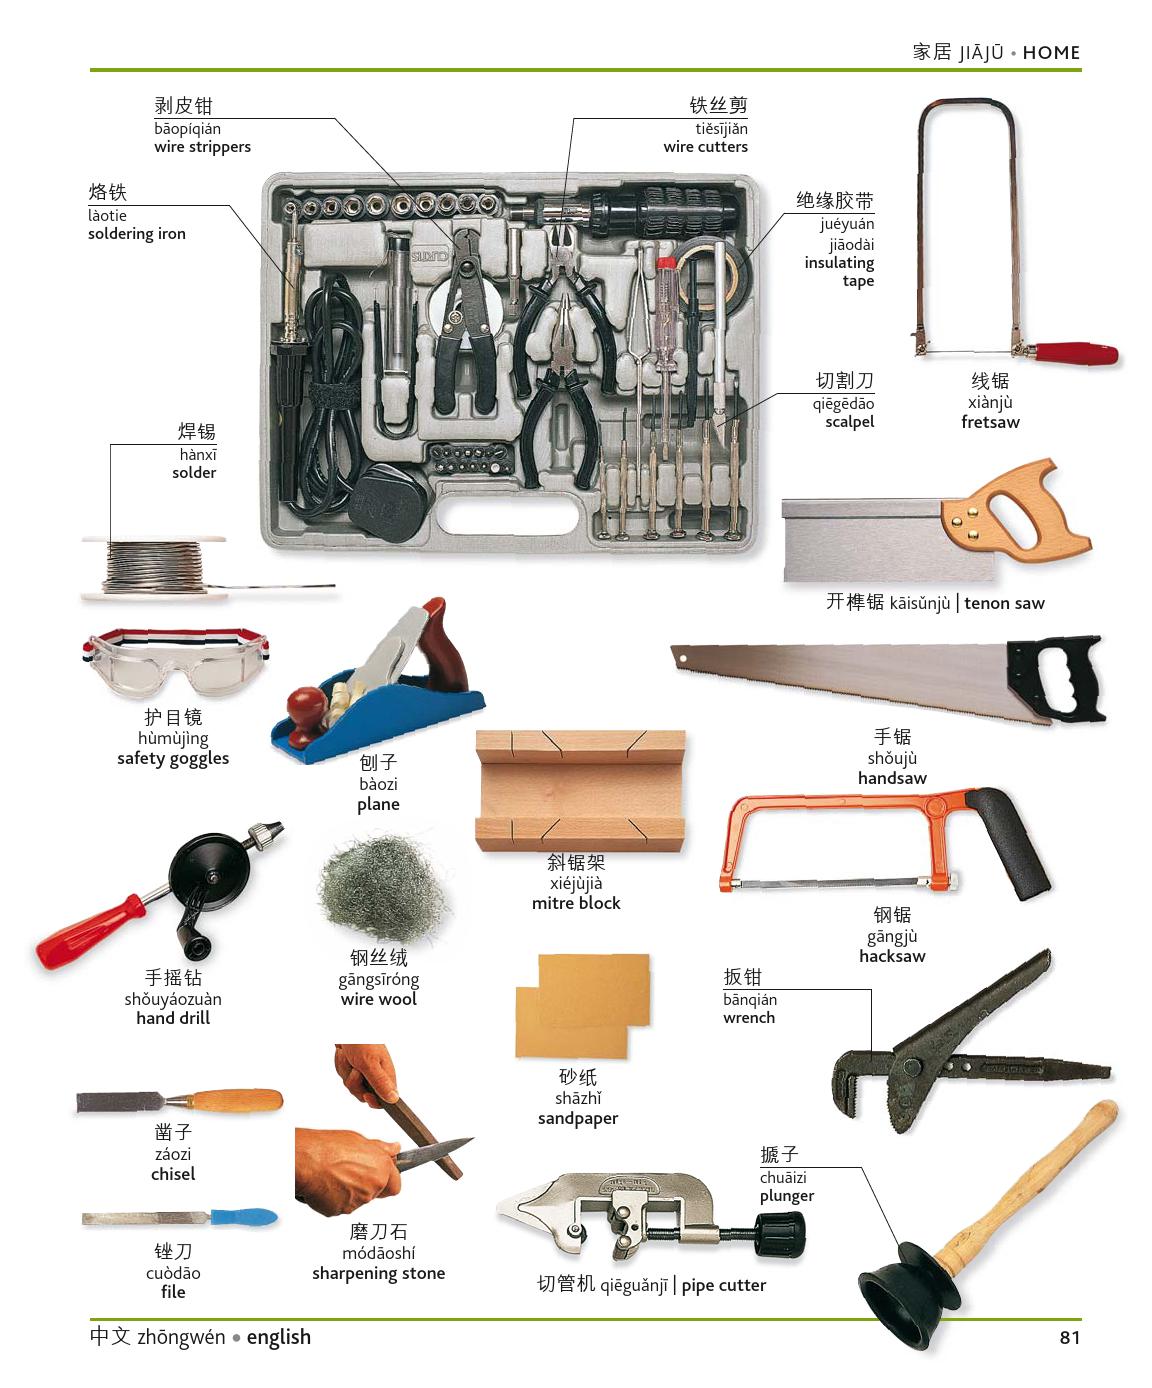 家居 JIĀJŪ • HOME
剥皮钳
bāopíqián
wire strippers
铁丝剪
tiěsījiǎn
wire cutters
烙铁
làotie
soldering iron
绝缘胶带
juéyuán
jiāodài
insulating
tape
切割刀
qiēgēdāo
scalpel
线锯
xiànjù
fretsaw
焊锡
hànxī
solder
CURTIS
开榫锯 kāisǔnjù | tenon saw
护目镜
hùmùjìng
safety goggles
刨子
bàozi
plane
手锯
shǒujù
handsaw
斜锯架
xiéjùjià
mitre block
钢锯
gāngjù
hacksaw
手摇钻
shǒuyáozuàn
hand drill
钢丝绒
gāngsīróng
wire wool
扳钳
bānqián
wrench
砂纸
shāzhǐ
sandpaper
凿子
záozi
chisel
搋子
chuāizi
plunger
锉刀
cuòdāo
file
磨刀石
módāoshí
sharpening stone
切管机 qiēguǎnjī | pipe cutter
中文 zhōngwén • english
81